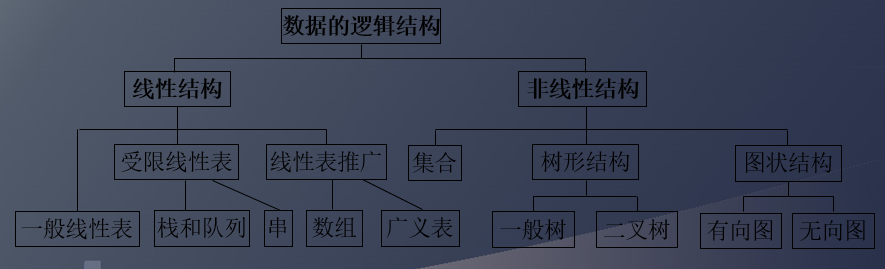 数据的逻辑结构
线性结构
非线性结构
受限线性表
线性表推广
集合
树形结构
图状结构
一般线性表
栈和队列
串
数组
广义表
一般树
二叉树
有向图
无向图